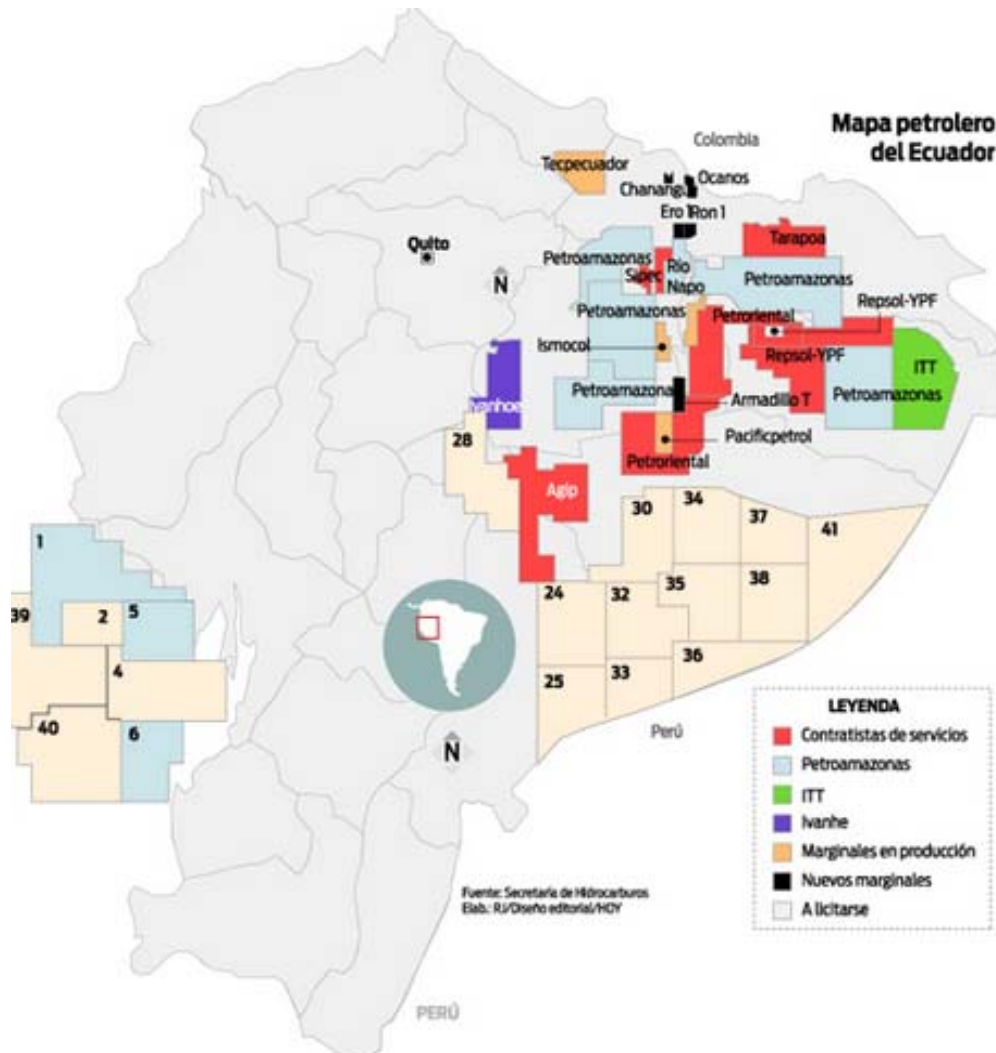 Mapa petrolero
del Ecuador
Colombia
Tecpecuador
Chanangu
Ocanos
Ero 1
Ron 1
Quito
Tarapoa
Petroamazonas
Sipec
Río
Napo
Petroamazonas
N
Repsol-YPF
Petroamazonas
Petroriental
Ismocol
Repsol-YPF
ITT
Ivanhoe
Petroamazona
Armadillo T
Petroamazonas
28
Pacificpetrol
Petroriental
Agip
30
34
37
41
1
24
32
35
38
39
2
5
4
25
33
36
40
6
N
Perú
LEYENDA
Contratistas de servicios
Petroamazonas
ITT
Ivanhe
Marginales en producción
Nuevos marginales
A licitarse
Fuente: Secretaría de Hidrocarburos
Elab.: RJ/Diseño editorial/HOY
PERÚ